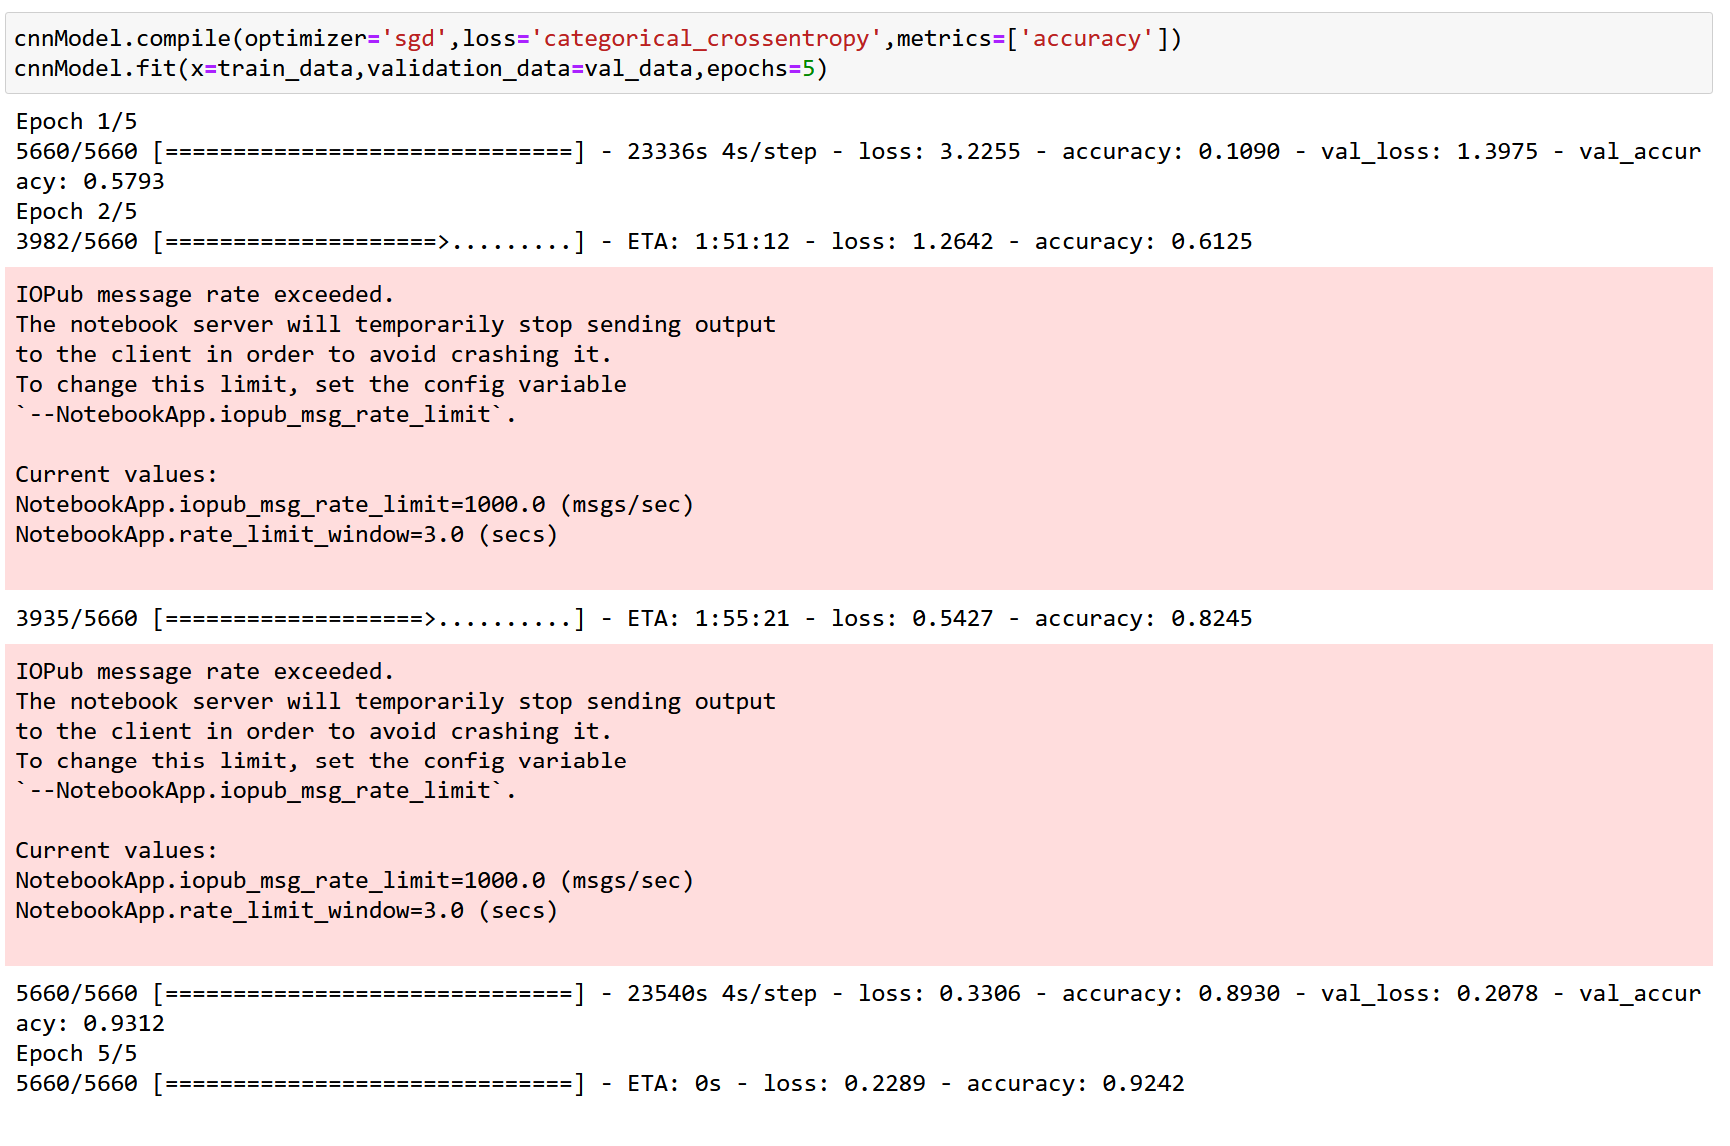 cnnModel.compile(optimizer='sgd',loss='categorical_crossentropy',metrics=['accuracy'])
cnnModel.fit(x=train_data,validation_data=val_data,epochs=5)
Epoch 1/5
5660/5660 [==============================] - 23336s 4s/step - loss: 3.2255 - accuracy: 0.1090 - val_loss: 1.3975 - val_accur
acy: 0.5793
Epoch 2/5
3982/5660 [====================>.........] - ETA: 1:51:12 - loss: 1.2642 - accuracy: 0.6125
IOPub message rate exceeded.
The notebook server will temporarily stop sending output
to the client in order to avoid crashing it.
To change this limit, set the config variable
`--NotebookApp.iopub_msg_rate_limit`.
Current values:
NotebookApp.iopub_msg_rate_limit=1000.0 (msgs/sec)
NotebookApp.rate_limit_window=3.0 (secs)
3935/5660 [===================>..........] - ETA: 1:55:21 - loss: 0.5427 - accuracy: 0.8245
IOPub message rate exceeded.
The notebook server will temporarily stop sending output
to the client in order to avoid crashing it.
To change this limit, set the config variable
`--NotebookApp.iopub_msg_rate_limit`.
Current values:
NotebookApp.iopub_msg_rate_limit=1000.0 (msgs/sec)
NotebookApp.rate_limit_window=3.0 (secs)
5660/5660 [==============================] - 23540s 4s/step - loss: 0.3306 - accuracy: 0.8930 - val_loss: 0.2078 - val_accur
acy: 0.9312
Epoch 5/5
5660/5660 [==============================] - ETA: 0s - loss: 0.2289 - accuracy: 0.9242